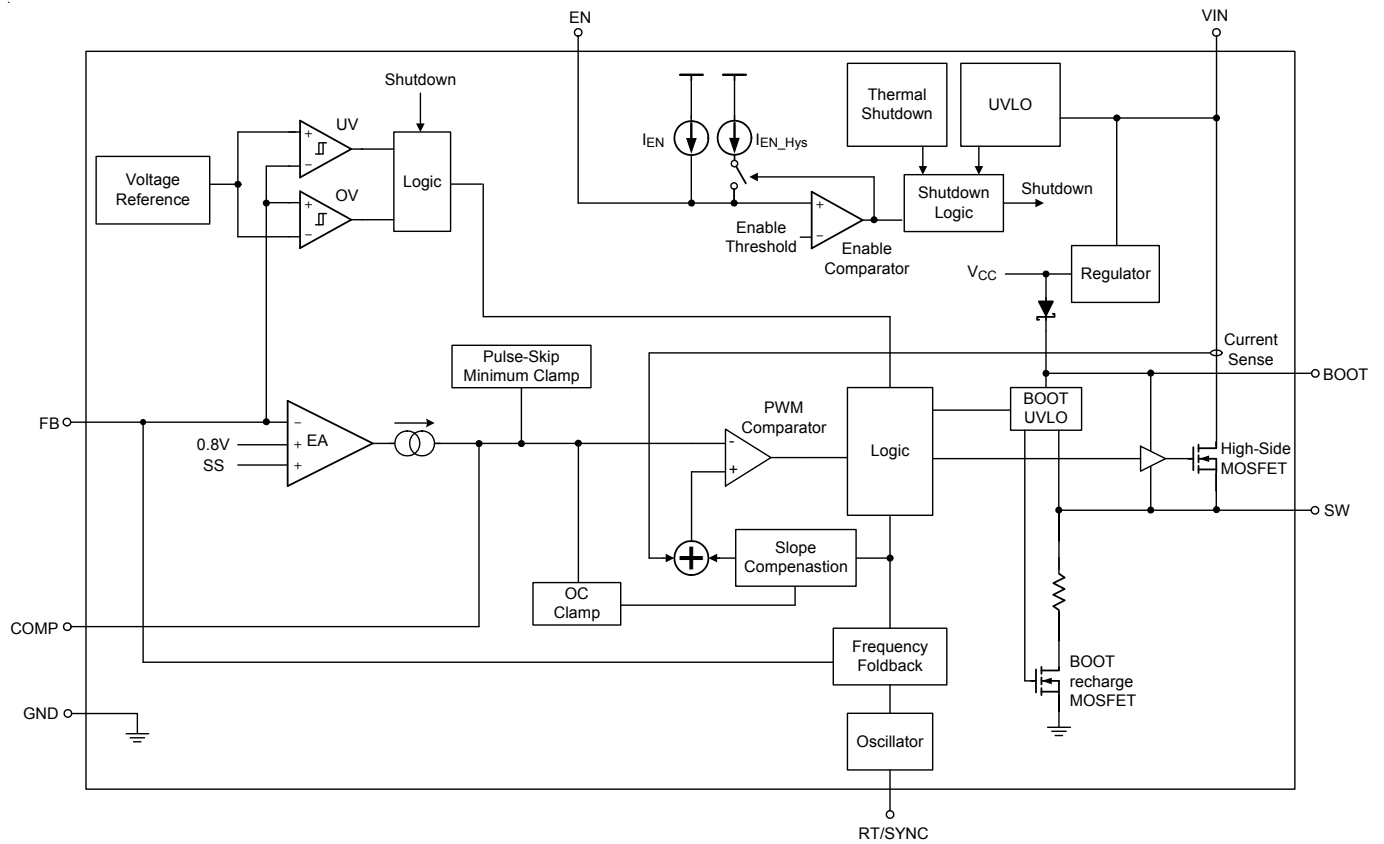 EN
VIN
Shutdown
Thermal
Shutdown
UVLO
UV
IEN
IEN_Hys
Voltage
Reference
Logic
OV
Shutdown
Logic
Shutdown
Enable
Threshold
Enable
Comparator
VCC
Regulator
Current
Sense
BOOT
Pulse-Skip
Minimum Clamp
BOOT
UVLO
PWM
Comparator
FB
0.8V
SS
EA
Logic
High-Side
MOSFET
SW
Slope
Compenastion
OC
Clamp
COMP
Frequency
Foldback
BOOT
recharge
MOSFET
GND
Oscillator
RT/SYNC